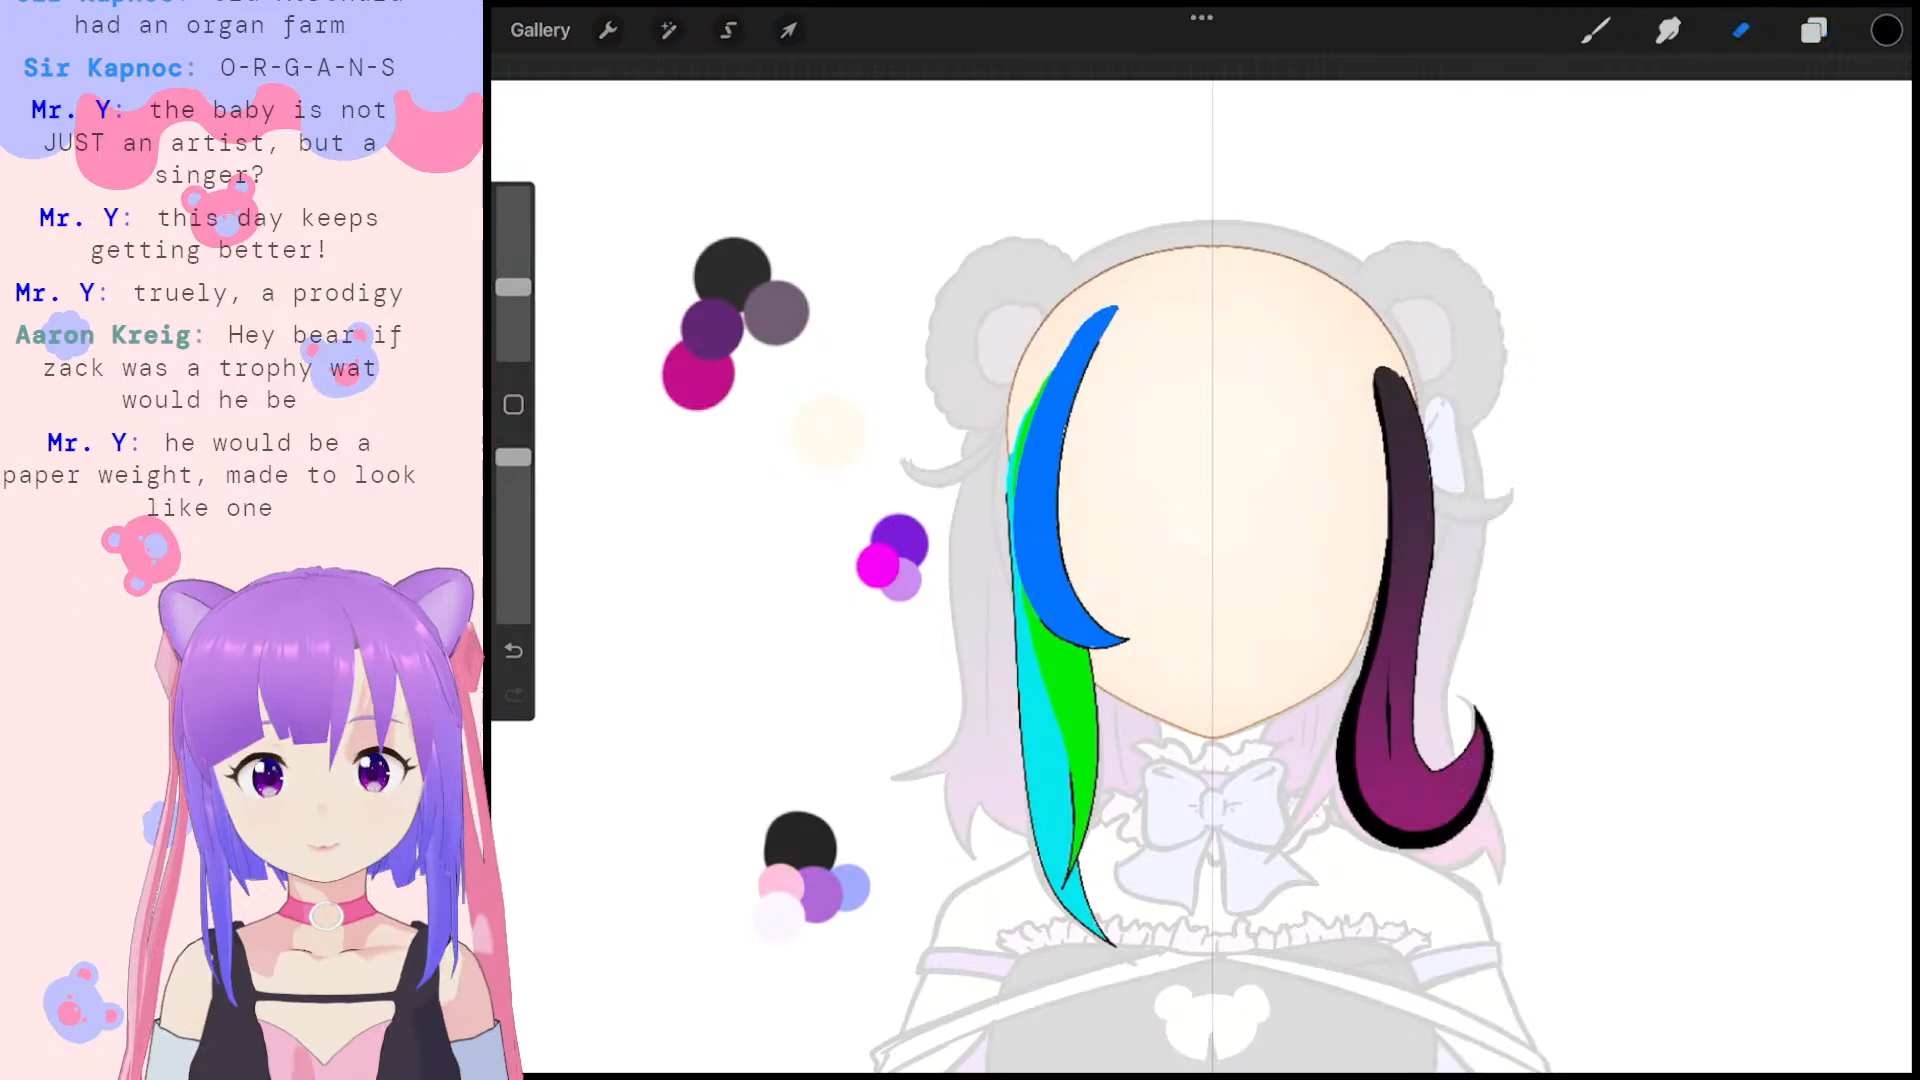 had an organ farm
Sir Kapnoc: O-R-G-A-N-S
Mr. Y: the baby is not
JUST an artist, but a
singer?
Mr. Y: this day keeps
getting better!
Mr. Y: truely, a prodigy
Aaron Kreig: Hey bear if
zack was a trophy wat
would he be
Mr. Y: he would be a
paper weight, made to look
like one
Gallery